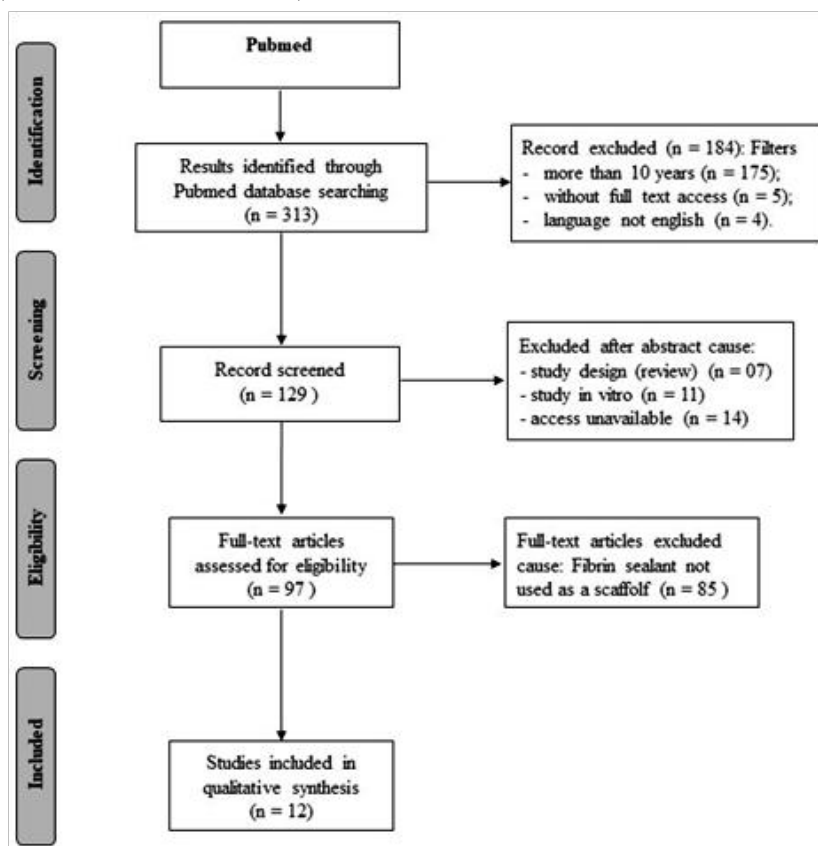 Identification
Pubmed
Results identified through
Pubmed database searching
(n = 313)
Record excluded (n = 184): Filters
- more than 10 years (n = 175);
- without full text access (n = 5);
- language not english (n = 4).
Screening
Record screened
(n = 129 )
Excluded after abstract cause:
- study design (review) (n = 07)
- study in vitro (n = 11)
- access unavailable (n = 14)
Eligibility
Full-text articles
assessed for eligibility
(n = 97 )
Full-text articles excluded
cause: Fibrin sealant not
used as a scaffolf (n = 85 )
Included
Studies included in
qualitative synthesis
(n = 12)